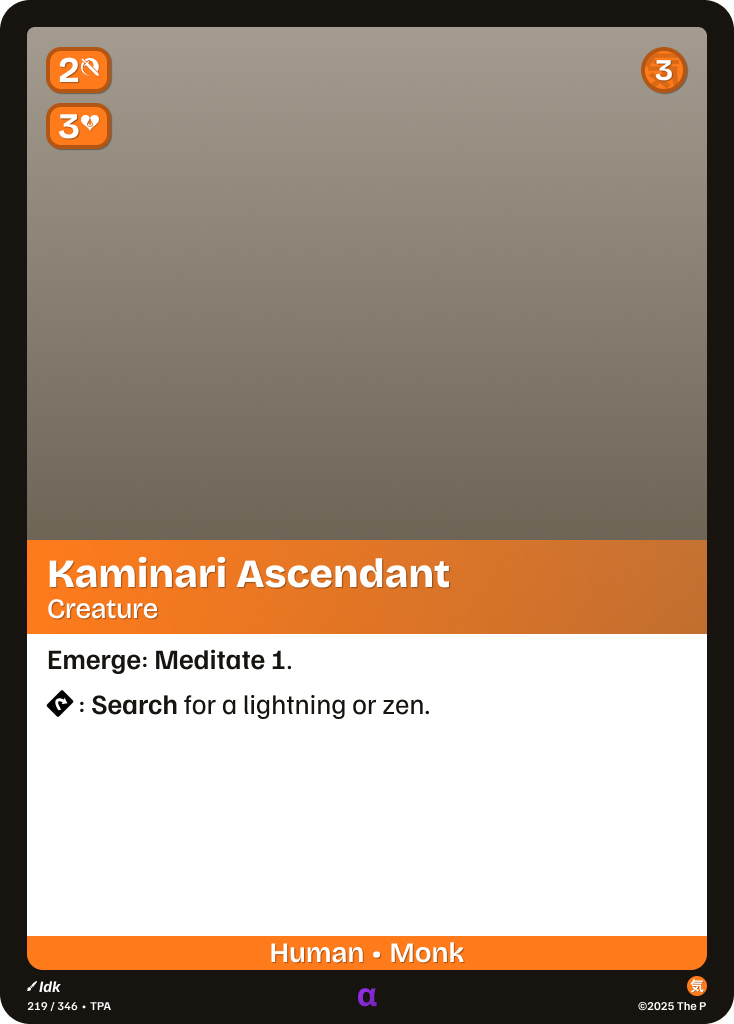 2
3
3
Kaminari Ascendant
Creature
Emerge: Meditate 1.
: Search for a lightning or zen.
Human • Monk
Idk
219 / 346 • TPA
α
気
©2025 The P